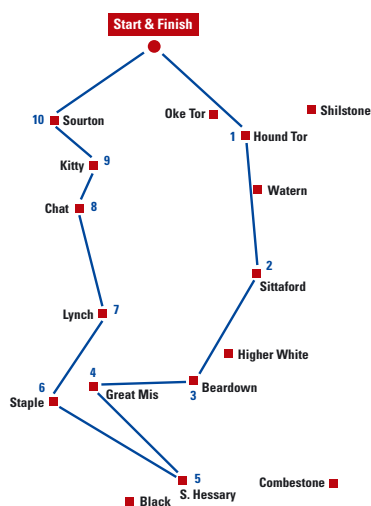 Start & Finish
Oke Tor
Shilstone
10 Sourton
1 Hound Tor
Kitty 9
Chat 8
Watern
2
Sittaford
Lynch 7
Higher White
4
6
Great Mis
3
Beardown
Staple
5
S. Hessary
Combestone
Black